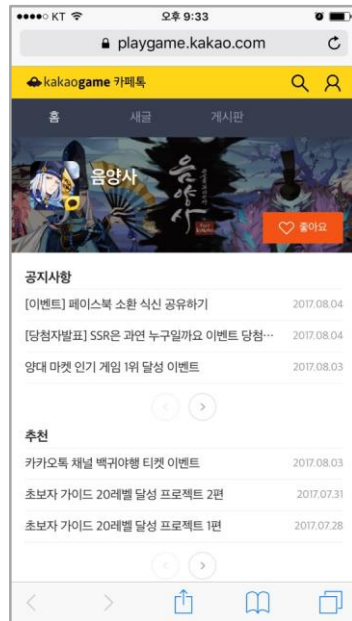 KT 오후 9:33
playgame.kakao.com
kakaogame 카페톡
홈 새글 게시판
음양사
음양사
좋아요
공지사항
[이벤트] 페이스북 소환 식신 공유하기 2017.08.04
[당첨자발표] SSR은 과연 누구일까요 이벤트 당첨… 2017.08.04
양대 마켓 인기 게임 1위 달성 이벤트 2017.08.03
추천
카카오톡 채널 백귀야행 티켓 이벤트 2017.08.03
초보자 가이드 20레벨 달성 프로젝트 2편 2017.07.31
초보자 가이드 20레벨 달성 프로젝트 1편 2017.07.28